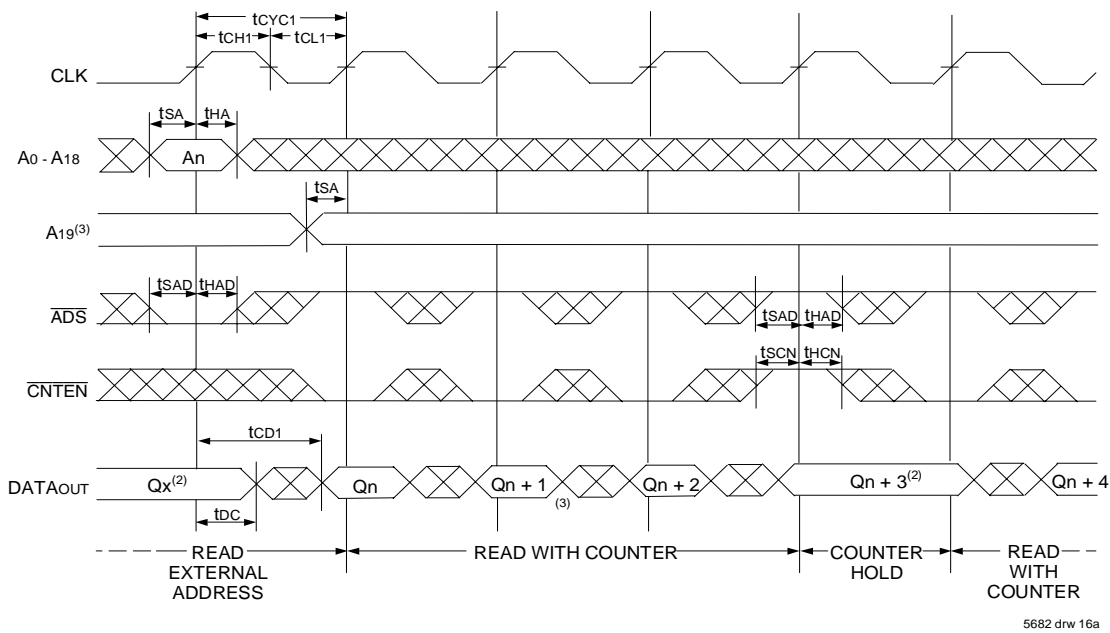 tCYC1
tCH1 tCL1
CLK
tSA tHA
A0 - A18 An
tSA
A19(3)
tSAD tHAD
ADS
tSAD tHAD
tSCN tHCN
CNTEN
tCD1
DATAOUT Qx(2) Qn Qn + 1 (3) Qn + 2 Qn + 3(2) Qn + 4
tDC
READ EXTERNAL ADDRESS
READ WITH COUNTER
COUNTER HOLD
READ WITH COUNTER
5682 drw 16a